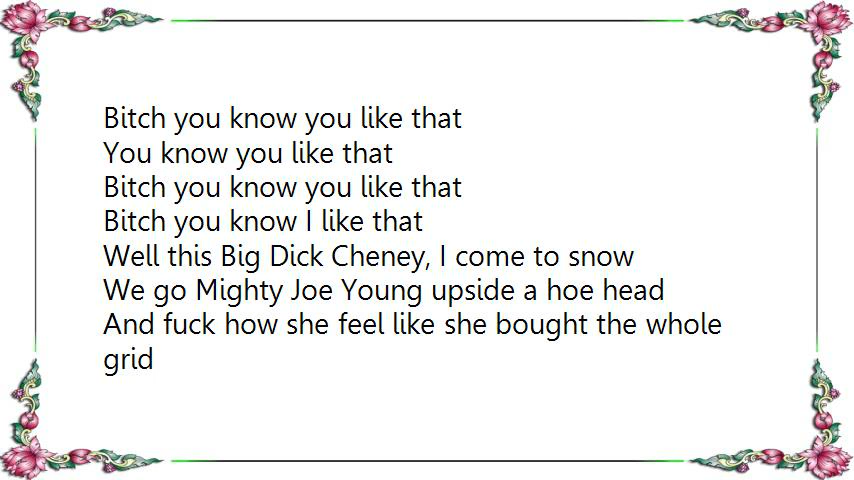 Bitch you know you like that
You know you like that
Bitch you know you like that
Bitch you know I like that
Well this Big Dick Cheney, I come to snow
We go Mighty Joe Young upside a hoe head
And fuck how she feel like she bought the whole
grid